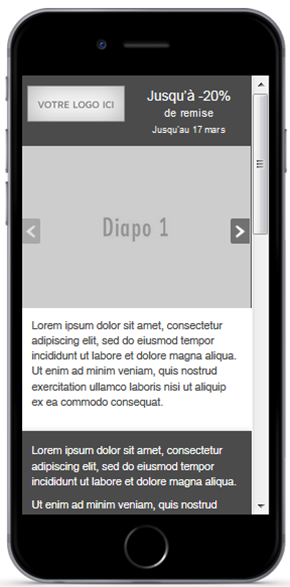 VOTRE LOGO ICI
Jusqu'à -20%
de remise
Jusqu'au 17 mars
Diapo 1
Lorem ipsum dolor sit amet, consectetur
adipiscing elit, sed do eiusmod tempor
incididunt ut labore et dolore magna aliqua.
Ut enim ad minim veniam, quis nostrud
exercitation ullamco laboris nisi ut aliquip
ex ea commodo consequat.
Lorem ipsum dolor sit amet, consectetur
adipiscing elit, sed do eiusmod tempor
incididunt ut labore et dolore magna aliqua.
Ut enim ad minim veniam, quis nostrud